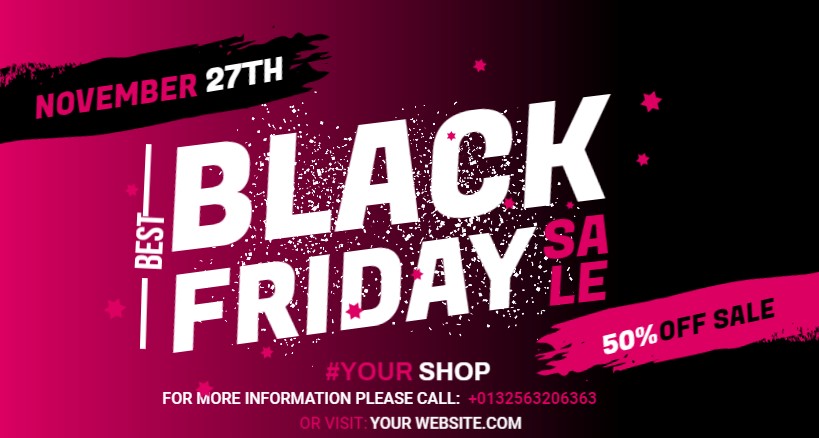 NOVEMBER 27TH
BEST
BLACK
FRIDAY
SA
LE
50%OFF SALE
#YOUR SHOP
FOR MORE INFORMATION PLEASE CALL: +0132563206363
OR VISIT: YOUR WEBSITE.COM